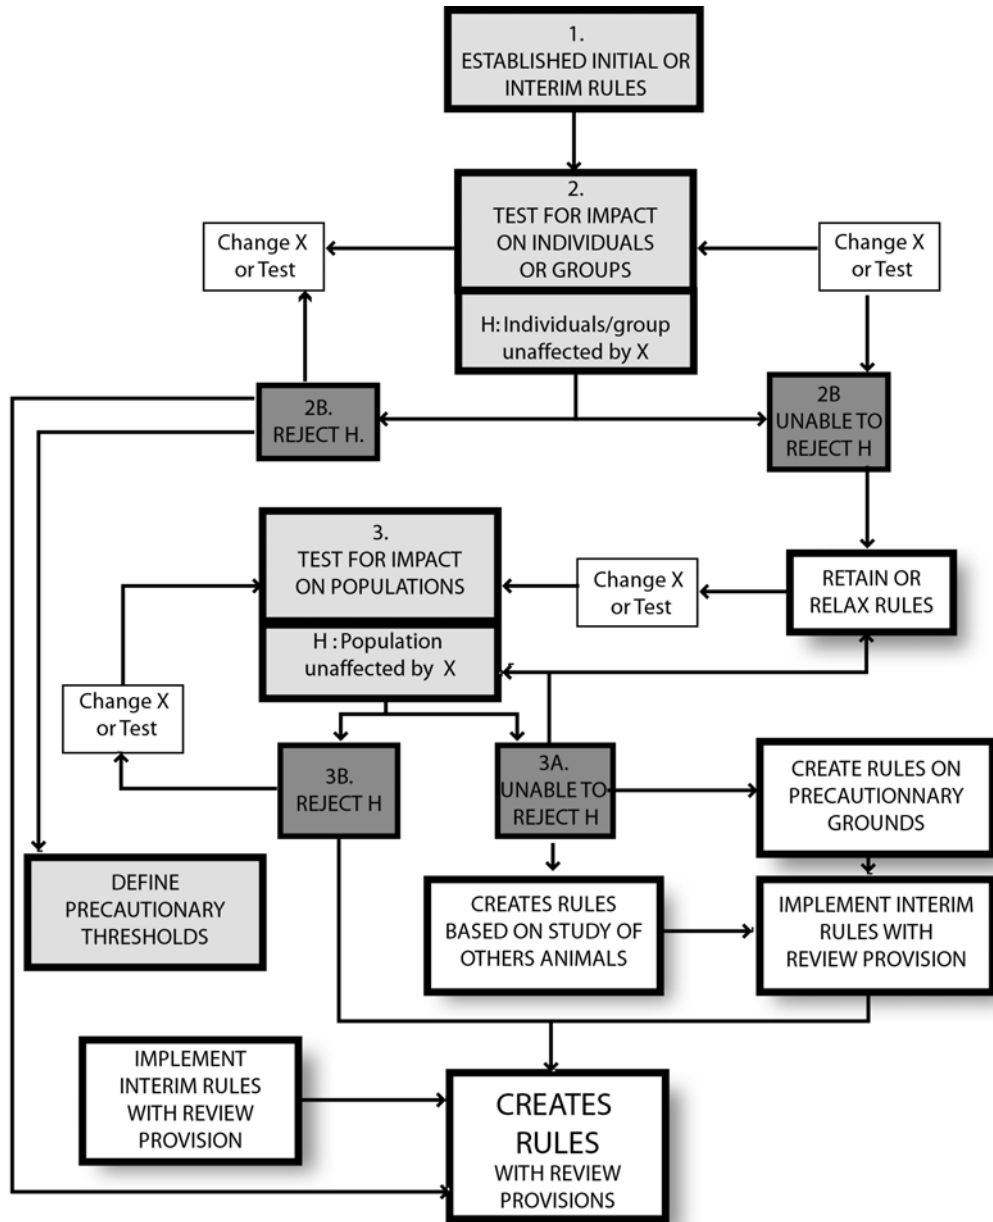 1.
ESTABLISHED INITIAL OR
INTERIM RULES
2.
TEST FOR IMPACT
ON INDIVIDUALS
OR GROUPS
Change X
or Test
Change X
or Test
H: Individuals/group
unaffected by X
2B.
REJECT H.
2B
UNABLE TO
REJECT H
3.
TEST FOR IMPACT
ON POPULATIONS
Change X
or Test
RETAIN OR
RELAX RULES
H : Population
unaffected by X
Change X
or Test
3B.
REJECT H
3A.
UNABLE TO
REJECT H
CREATE RULES ON
PRECAUTIONNARY
GROUNDS
DEFINE
PRECAUTIONARY
THRESHOLDS
CREATES RULES
BASED ON STUDY OF
OTHERS ANIMALS
IMPLEMENT INTERIM
RULES WITH
REVIEW PROVISION
IMPLEMENT
INTERIM RULES
WITH REVIEW
PROVISION
CREATES
RULES
WITH REVIEW
PROVISIONS